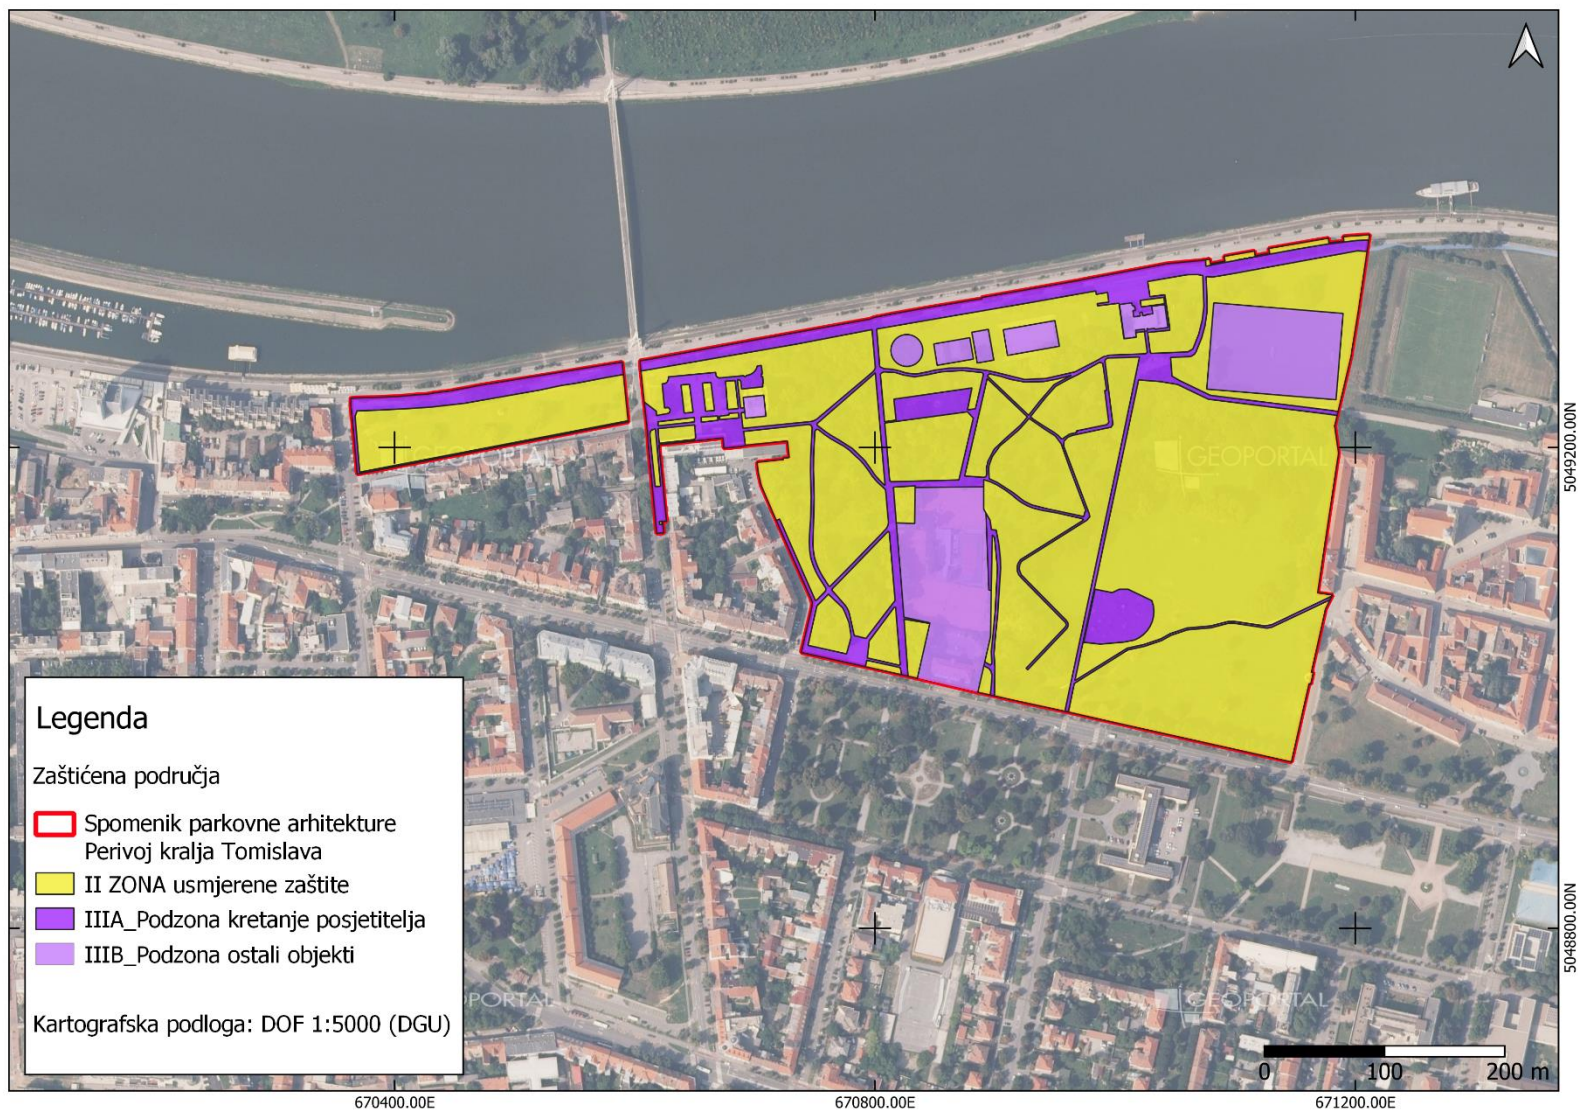 GEOPORTAL
GEOPORTAL
5049200.00N
Legenda
Zaštićena područja
Spomenik parkovne arhitekture
Perivoj kralja Tomislava
II ZONA usmjerene zaštite
IIIA_Podzona kretanje posjetitelja
IIIB_Podzona ostali objekti
Kartografska podloga: DOF 1:5000 (DGU)
OPORTAL
GEOPORTAL
5048800.00N
0 100 200 m
670400.00E 670800.00E 671200.00E